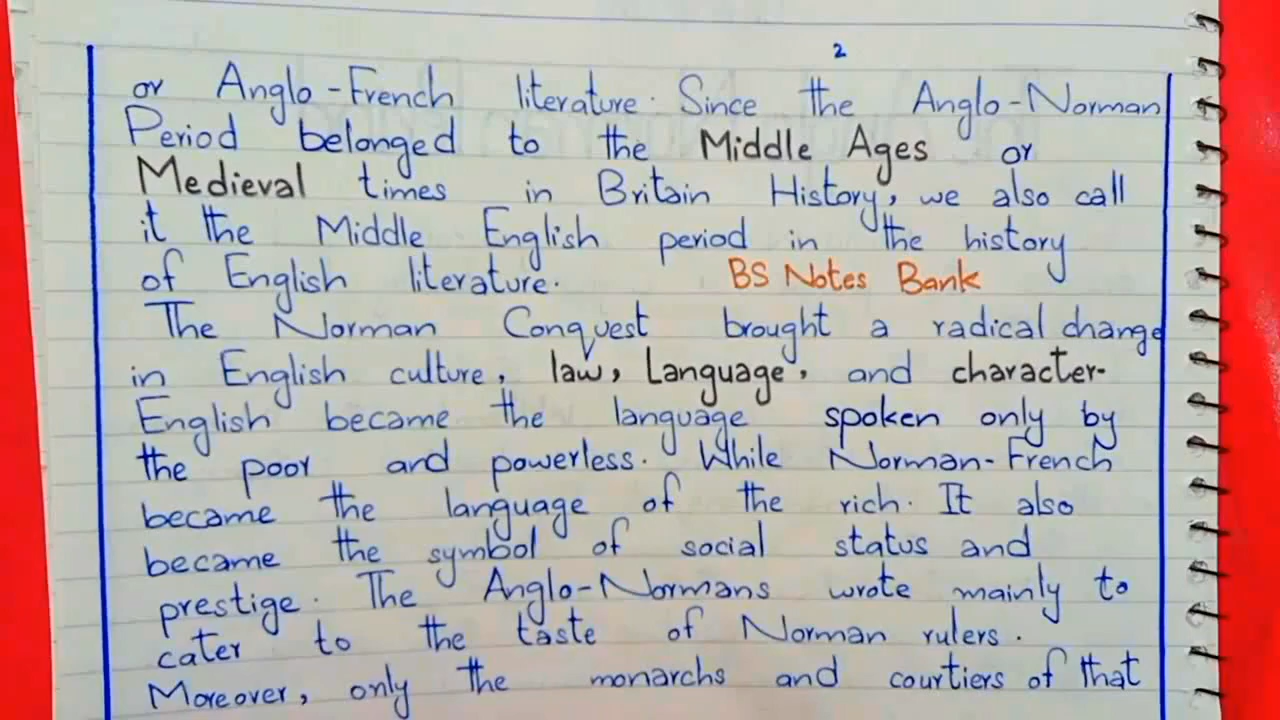 2
or Anglo-French literature. Since the Anglo-Norman
Period belonged to the Middle Ages or
Medieval times in Britain History, we also call
it the Middle English period in the history
of English literature. BS Notes Bank
The Norman Conquest brought a radical change
in English culture, law, Language, and character-
English became the language spoken only by
the poor and powerless. While Norman-French
became the language of the rich. It also
became the symbol of social status and
prestige. The Anglo-Normans wrote mainly to
cater to the taste of Norman rulers.
Moreover, only the monarchs and courtiers of that